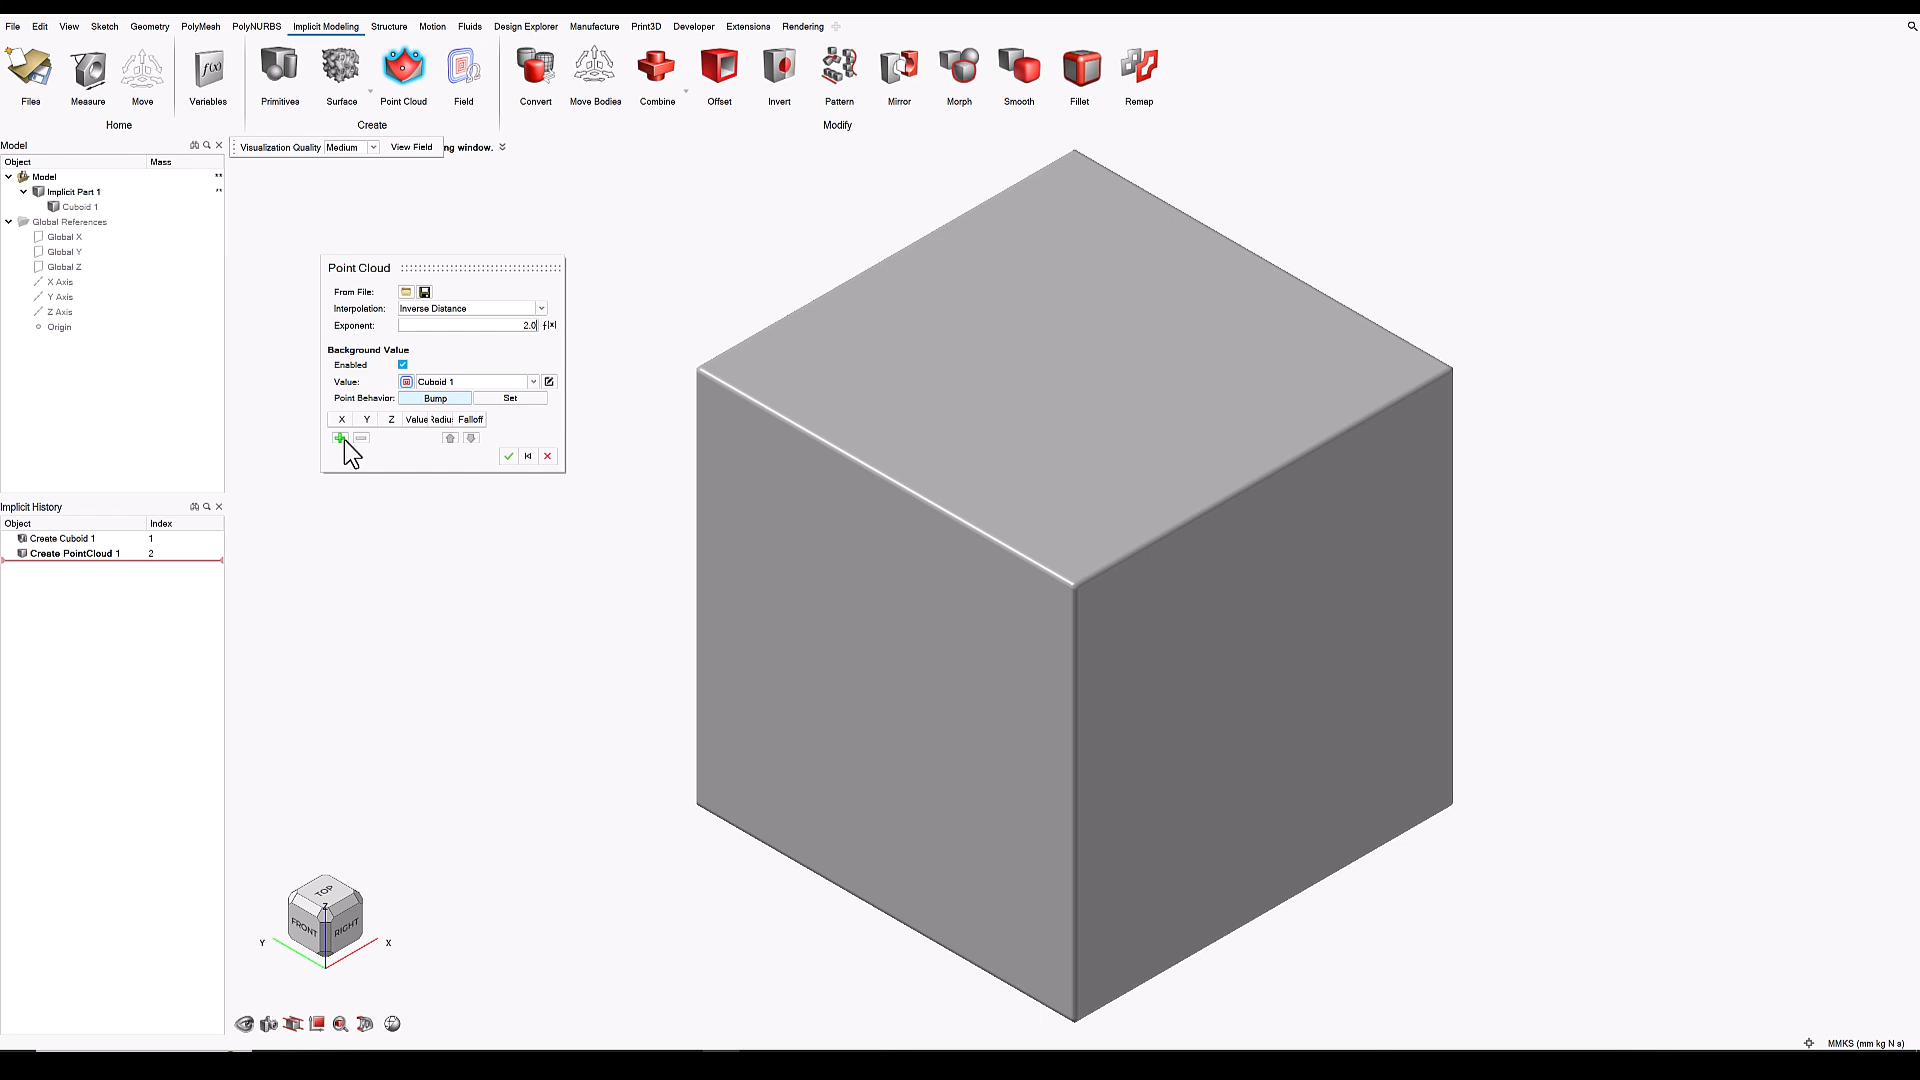 File Edit View Sketch Geometry PolyMesh PolyNURBS Implicit Modeling Structure Motion Fluids Design Explorer Manufacture Print3D Developer Extensions Rendering
f(x)
Files Measure Move Variables Primitives Surface Point Cloud Field Convert Move Bodies Combine Offset Invert Pattern Mirror Morph Smooth Fillet Remap
Home Create Modify
Model
Visualization Quality Medium View Field ng window.
Object Mass
Model **
Implicit Part 1
Cuboid 1
Global References
Global X
Global Y
Global Z
X Axis
Y Axis
Z Axis
Origin
Point Cloud
From File:
Interpolation: Inverse Distance
Exponent: 2.0 f(x)
Background Value
Enabled
Value: Cuboid 1
Point Behavior: Bump Set
X Y Z Value Radiu Falloff
Implicit History
Object Index
Create Cuboid 1 1
Create PointCloud 1 2
TOP
Z
FRONT RIGHT
Y X
MMKS (mm kg N s)